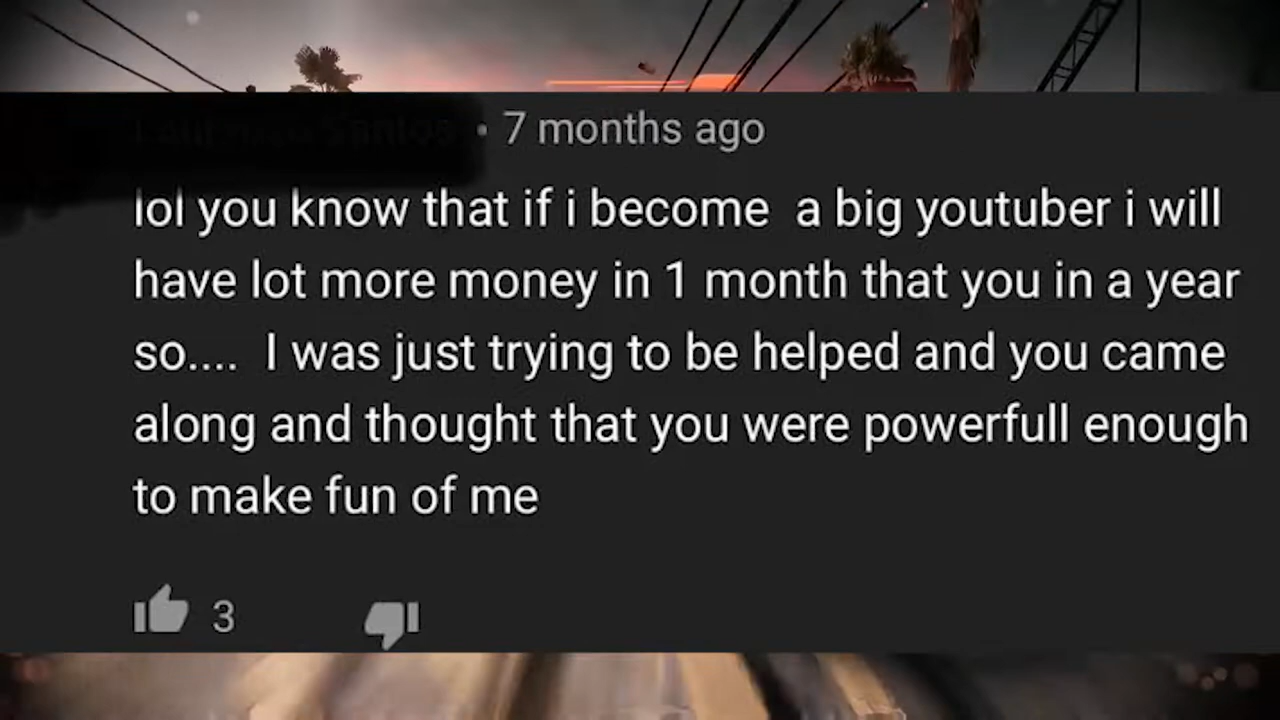 • 7 months ago
lol you know that if i become  a big youtuber i will
have lot more money in 1 month that you in a year
so....  I was just trying to be helped and you came
along and thought that you were powerfull enough
to make fun of me
3